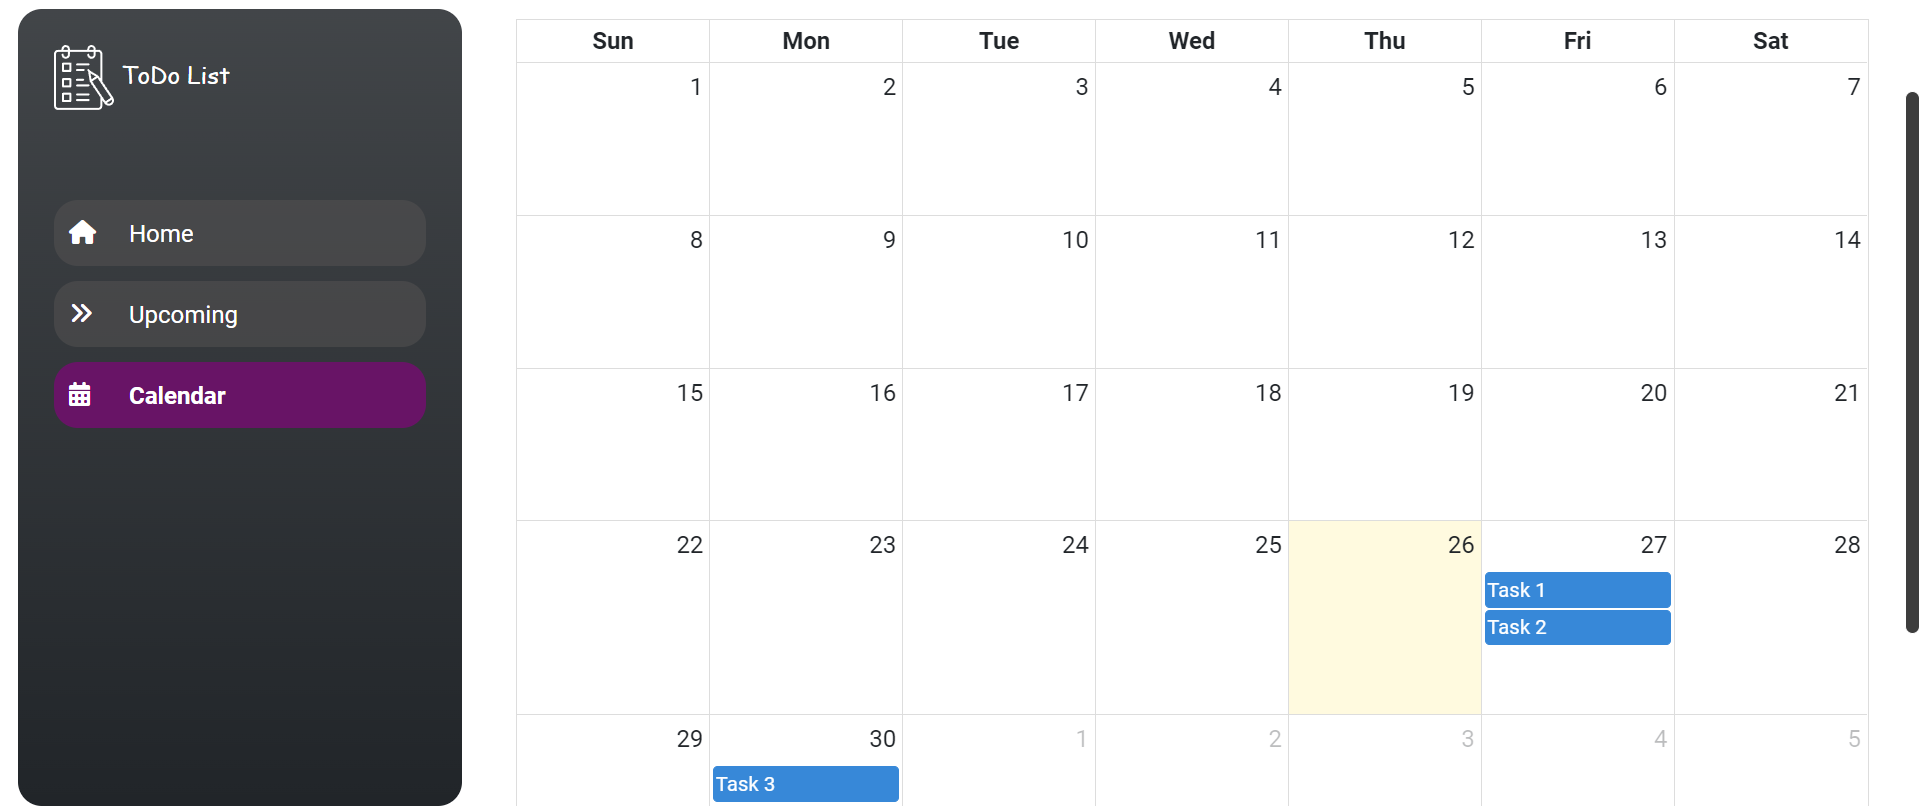 ToDo List
Home
Upcoming
Calendar
Sun Mon Tue Wed Thu Fri Sat
1 2 3 4 5 6 7
8 9 10 11 12 13 14
15 16 17 18 19 20 21
22 23 24 25 26 27 28
Task 1
Task 2
29 30 1 2 3 4 5
Task 3